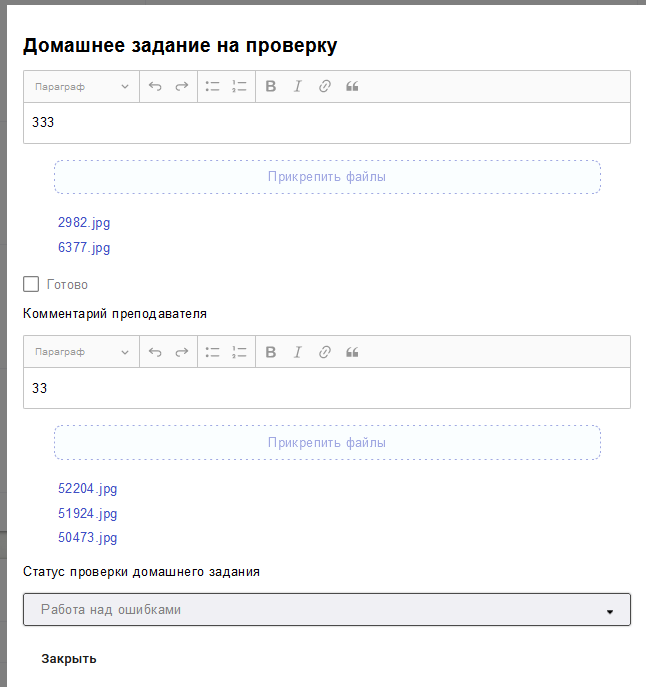 Домашнее задание на проверку
Параграф B I
333
Прикрепить файлы
2982.jpg
6377.jpg
Готово
Комментарий преподавателя
Параграф B I
33
Прикрепить файлы
52204.jpg
51924.jpg
50473.jpg
Статус проверки домашнего задания
Работа над ошибками
Закрыть